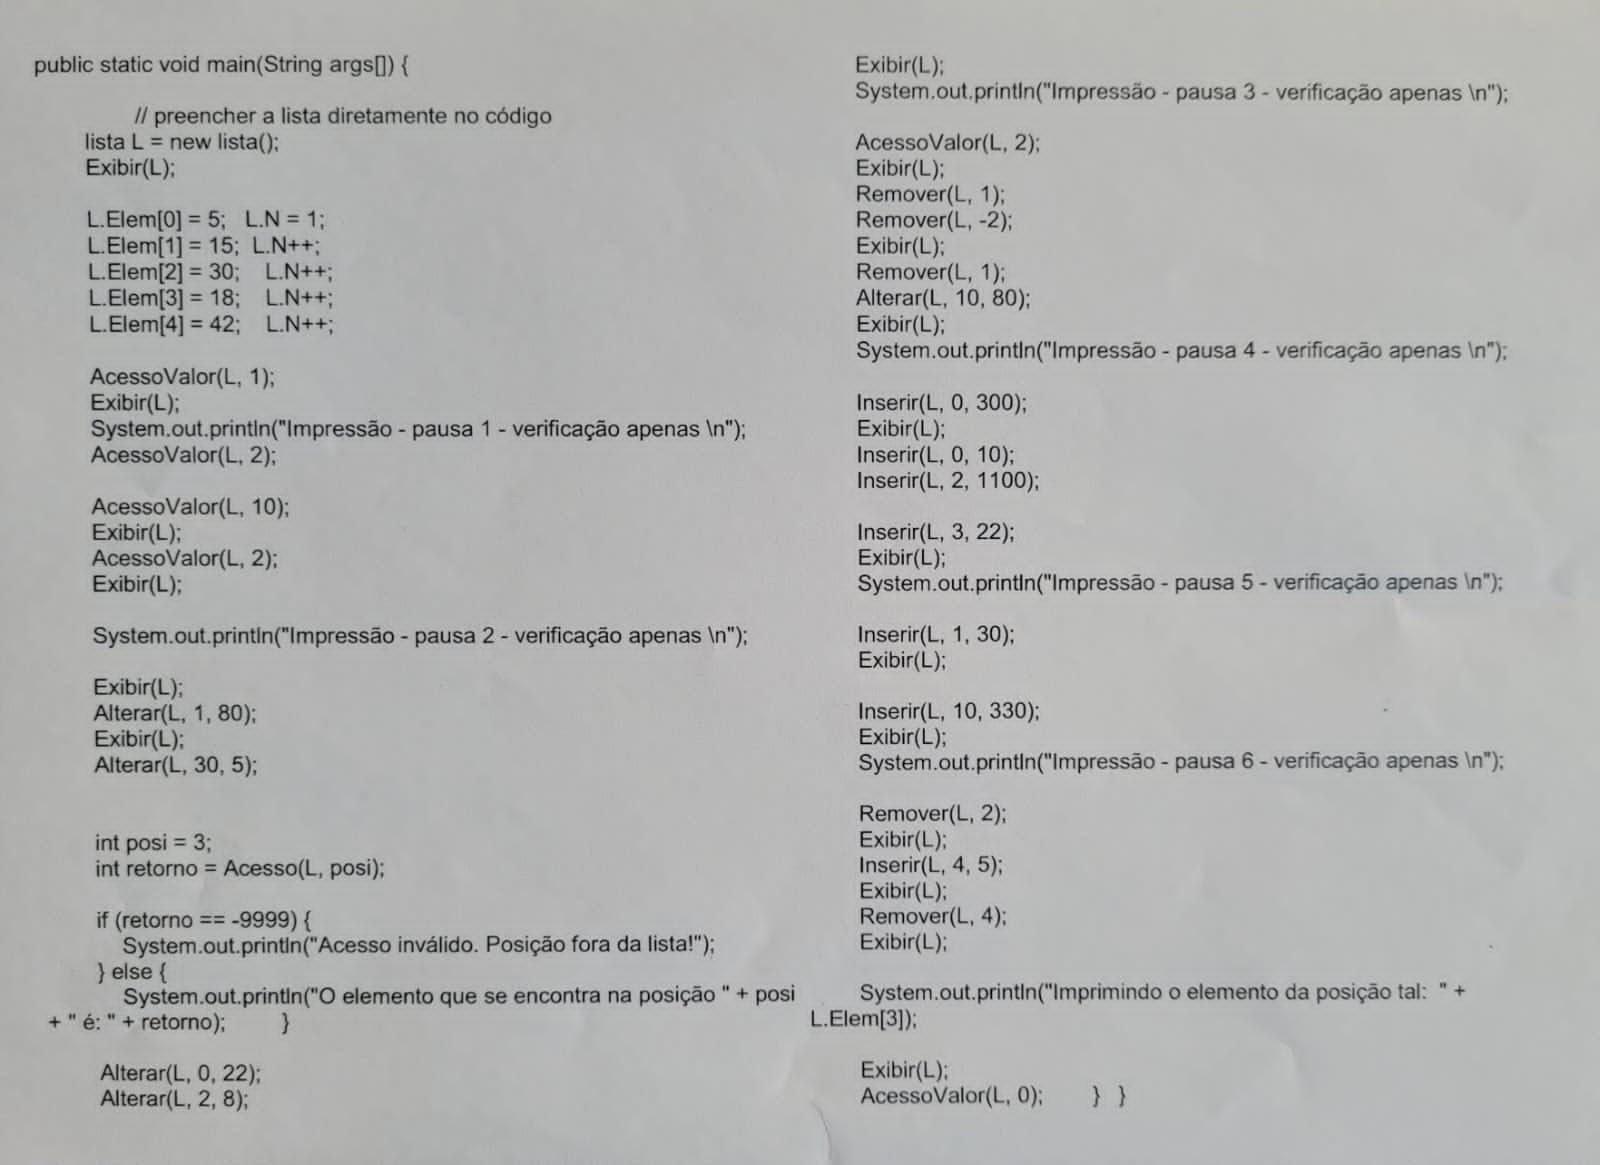 public static void main(String args[]) {
// preencher a lista diretamente no código
lista L = new lista();
Exibir(L);
L.Elem[0] = 5;   L.N = 1;
L.Elem[1] = 15;  L.N++;
L.Elem[2] = 30;    L.N++;
L.Elem[3] = 18;    L.N++;
L.Elem[4] = 42;    L.N++;
AcessoValor(L, 1);
Exibir(L);
System.out.println("Impressão - pausa 1 - verificação apenas \n");
AcessoValor(L, 2);
AcessoValor(L, 10);
Exibir(L);
AcessoValor(L, 2);
Exibir(L);
System.out.println("Impressão - pausa 2 - verificação apenas \n");
Exibir(L);
Alterar(L, 1, 80);
Exibir(L);
Alterar(L, 30, 5);
int posi = 3;
int retorno = Acesso(L, posi);
if (retorno == -9999) {
System.out.println("Acesso inválido. Posição fora da lista!");
} else {
System.out.println("O elemento que se encontra na posição " + posi
+ " é: " + retorno);        }
Alterar(L, 0, 22);
Alterar(L, 2, 8);
Exibir(L);
System.out.println("Impressão - pausa 3 - verificação apenas \n");
AcessoValor(L, 2);
Exibir(L);
Remover(L, 1);
Remover(L, -2);
Exibir(L);
Remover(L, 1);
Alterar(L, 10, 80);
Exibir(L);
System.out.println("Impressão - pausa 4 - verificação apenas \n");
Inserir(L, 0, 300);
Exibir(L);
Inserir(L, 0, 10);
Inserir(L, 2, 1100);
Inserir(L, 3, 22);
Exibir(L);
System.out.println("Impressão - pausa 5 - verificação apenas \n");
Inserir(L, 1, 30);
Exibir(L);
Inserir(L, 10, 330);
Exibir(L);
System.out.println("Impressão - pausa 6 - verificação apenas \n");
Remover(L, 2);
Exibir(L);
Inserir(L, 4, 5);
Exibir(L);
Remover(L, 4);
Exibir(L);
System.out.println("Imprimindo o elemento da posição tal:  " +
L.Elem[3]);
Exibir(L);
AcessoValor(L, 0);       }  }